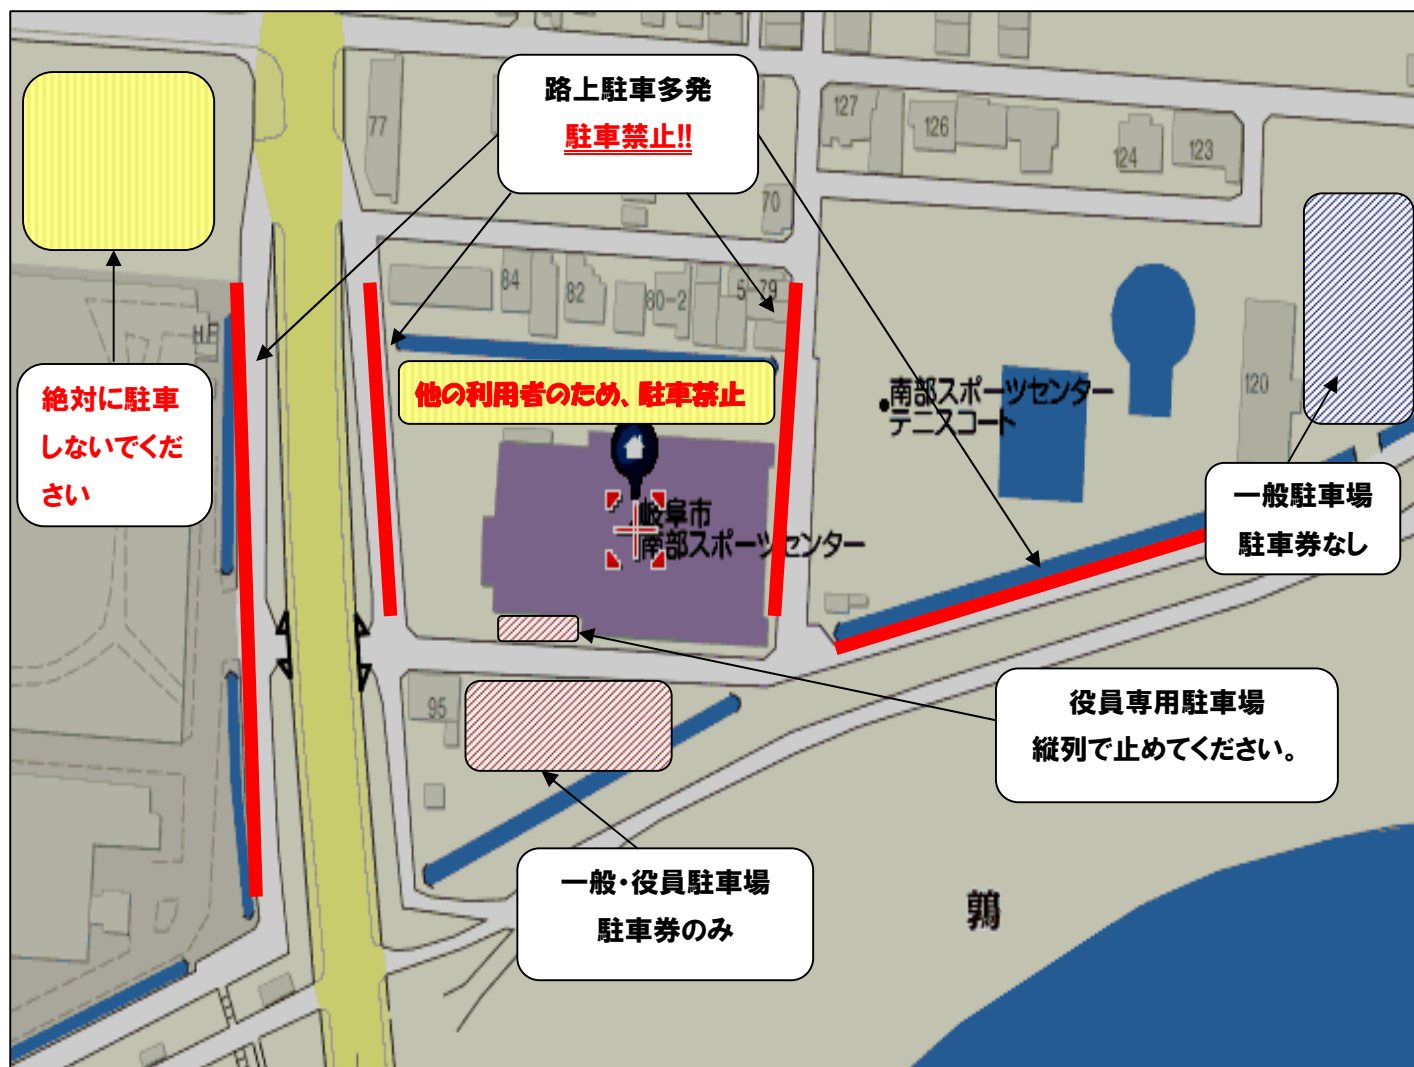 路上駐車多発
駐車禁止!!
127
126
124
123
77
70
84
82
80-2
5-79
120
絶対に駐車
しないでくだ
さい
他の利用者のため、駐車禁止
南部スポーツセンター
テニスコート
一般駐車場
駐車券なし
岐阜市
南部スポーツセンター
95
役員専用駐車場
縦列で止めてください。
一般・役員駐車場
駐車券のみ
鶉